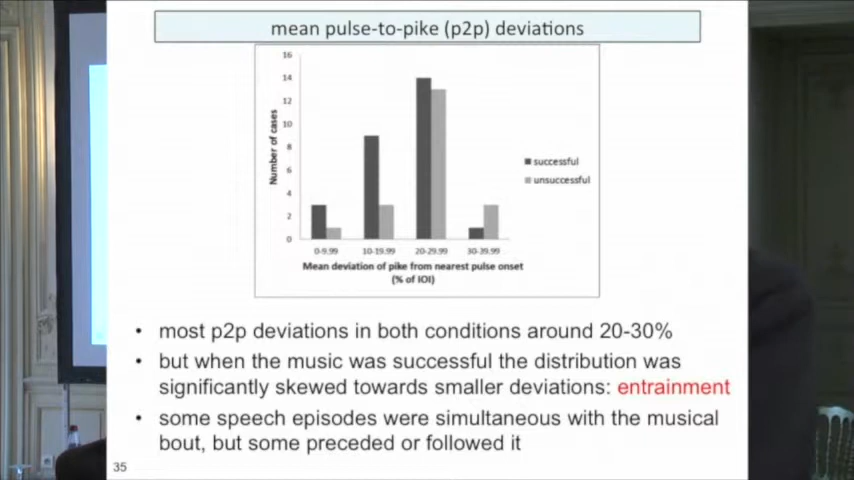 mean pulse-to-pike (p2p) deviations
16
14
12
10
8
6
4
2
0
Number of cases
0-9.99 10-19.99 20-29.99 30-39.99
Mean deviation of pike from nearest pulse onset
(% of IOI)
successful
unsuccessful
• most p2p deviations in both conditions around 20-30%
• but when the music was successful the distribution was
significantly skewed towards smaller deviations: entrainment
• some speech episodes were simultaneous with the musical
bout, but some preceded or followed it
35